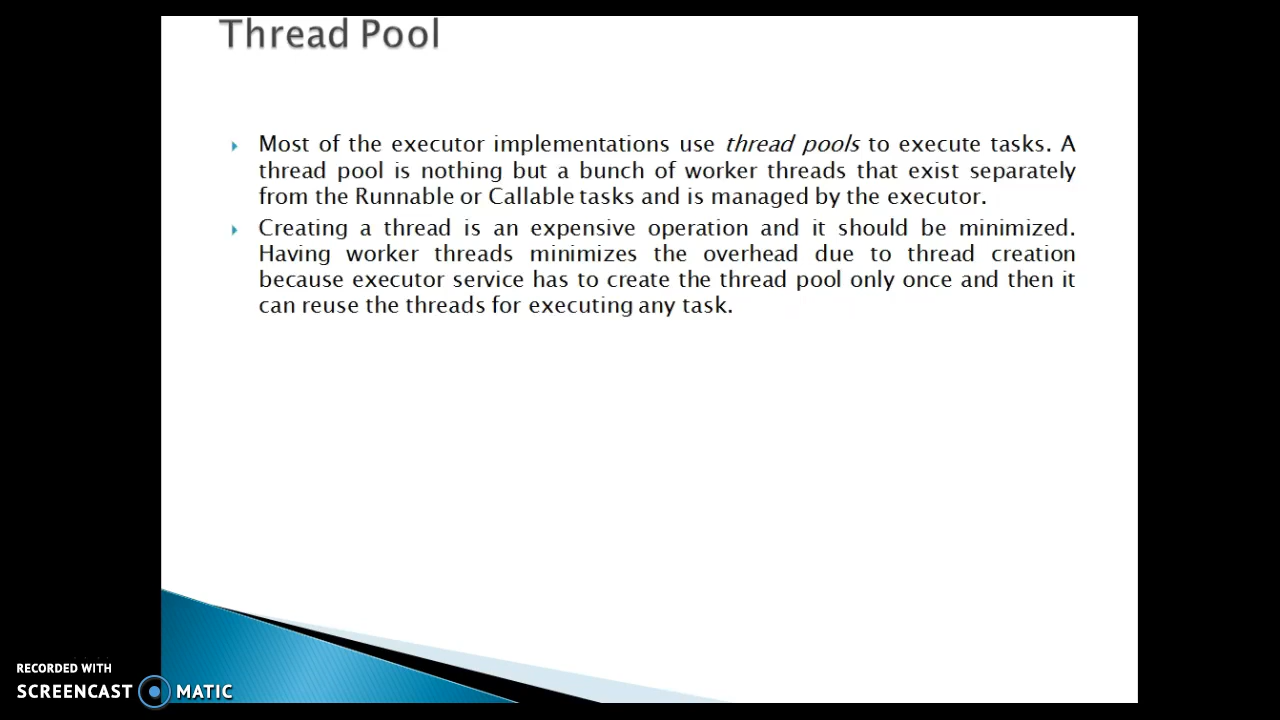 Thread Pool
Most of the executor implementations use thread pools to execute tasks. A
thread pool is nothing but a bunch of worker threads that exist separately
from the Runnable or Callable tasks and is managed by the executor.
Creating a thread is an expensive operation and it should be minimized.
Having worker threads minimizes the overhead due to thread creation
because executor service has to create the thread pool only once and then it
can reuse the threads for executing any task.
RECORDED WITH
SCREENCAST MATIC